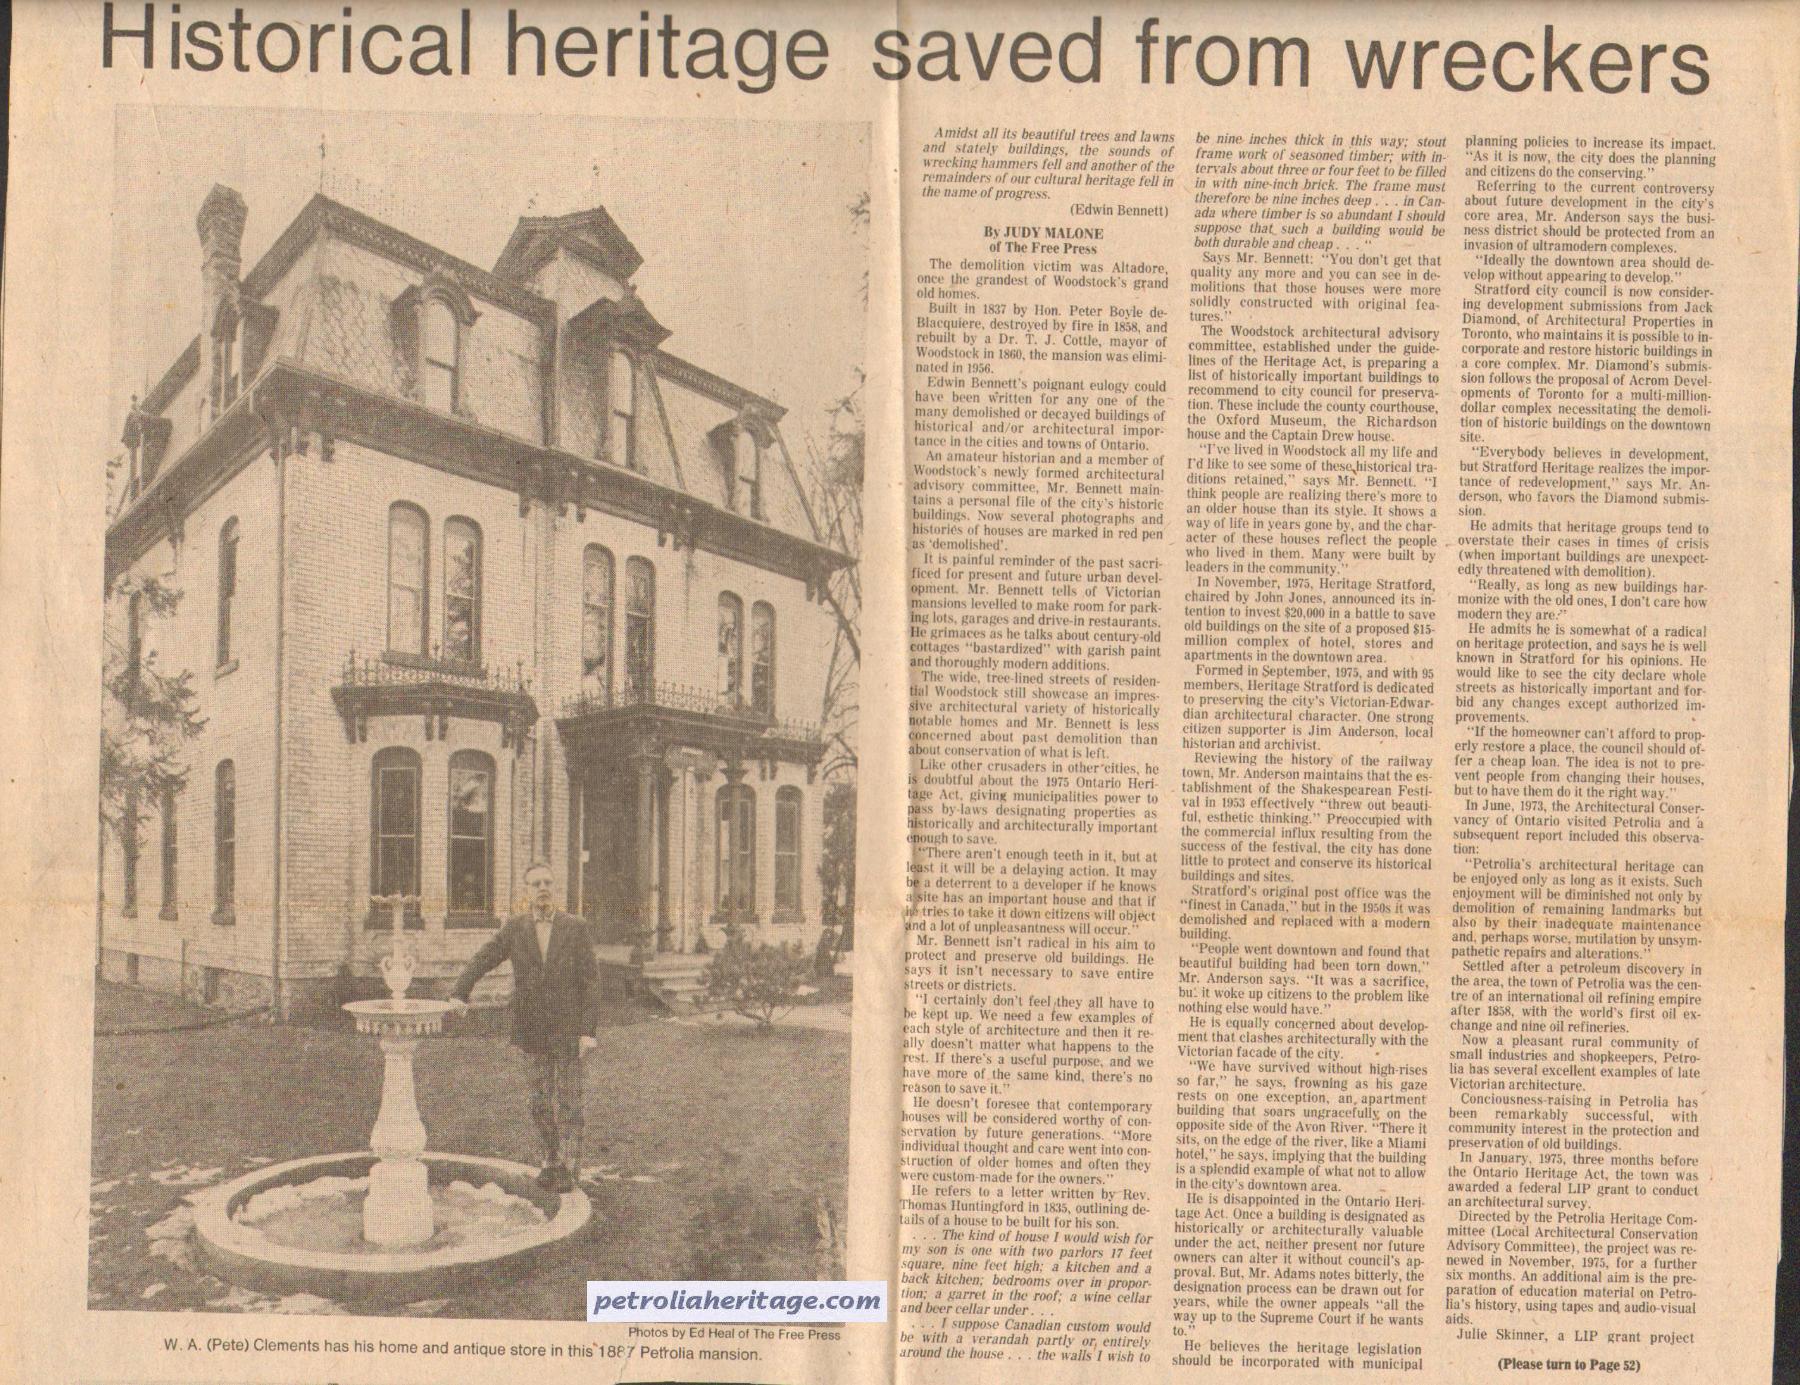 Historical heritage saved from wreckers
Amidst all its beautiful trees and lawns
and stately buildings, the sounds of
wrecking hammers fell and another of the
remainders of our cultural heritage fell in
the name of progress.
(Edwin Bennett)
By JUDY MALONE
of The Free Press
The demolition victim was Altadore,
once the grandest of Woodstock's grand
old homes.
Built in 1837 by Hon. Peter Boyle de-
Blacquiere, destroyed by fire in 1858, and
rebuilt by a Dr. T. J. Cottle, mayor of
Woodstock in 1860, the mansion was elimi-
nated in 1956.
Edwin Bennett's poignant eulogy could
have been written for any one of the
many demolished or decayed buildings of
historical and/or architectural impor-
tance in the cities and towns of Ontario.
An amateur historian and a member of
Woodstock's newly formed architectural
advisory committee, Mr. Bennett main-
tains a personal file of the city's historic
buildings. Now several photographs and
histories of houses are marked in red pen
as 'demolished'.
It is painful reminder of the past sacri-
ficed for present and future urban devel-
opment. Mr. Bennett tells of Victorian
mansions levelled to make room for park-
ing lots, garages and drive-in restaurants.
He grimaces as he talks about century-old
cottages "bastardized" with garish paint
and thoroughly modern additions.
The wide, tree-lined streets of residen-
tial Woodstock still showcase an impres-
sive architectural variety of historically
notable homes and Mr. Bennett is less
concerned about past demolition than
about conservation of what is left.
Like other crusaders in other cities, he
is doubtful about the 1975 Ontario Heri-
tage Act, giving municipalities power to
pass by-laws designating properties as
historically and architecturally important
enough to save.
"There aren't enough teeth in it, but at
least it will be a delaying action. It may
be a deterrent to a developer if he knows
a site has an important house and that if
he tries to take it down citizens will object
and a lot of unpleasantness will occur."
Mr. Bennett isn't radical in his aim to
protect and preserve old buildings. He
says it isn't necessary to save entire
streets or districts.
"I certainly don't feel they all have to
be kept up. We need a few examples of
each style of architecture and then it re-
ally doesn't matter what happens to the
rest. If there's a useful purpose, and we
have more of the same kind, there's no
reason to save it."
He doesn't foresee that contemporary
houses will be considered worthy of con-
servation by future generations. "More
individual thought and care went into con-
struction of older homes and often they
were custom-made for the owners."
He refers to a letter written by Rev.
Thomas Huntingford in 1835, outlining de-
tails of a house to be built for his son.
. . . The kind of house I would wish for
my son is one with two parlors 17 feet
square, nine feet high; a kitchen and a
back kitchen; bedrooms over in propor-
tion; a garret in the roof; a wine cellar
and beer cellar under . . .
. . . I suppose Canadian custom would
be with a verandah partly or entirely
around the house . . . the walls I wish to
be nine inches thick in this way; stout
frame work of seasoned timber; with in-
tervals about three or four feet to be filled
in with nine-inch brick. The frame must
therefore be nine inches deep . . . in Can-
ada where timber is so abundant I should
suppose that such a building would be
both durable and cheap . . . "
Says Mr. Bennett: "You don't get that
quality any more and you can see in de-
molitions that those houses were more
solidly constructed with original fea-
tures."
The Woodstock architectural advisory
committee, established under the guide-
lines of the Heritage Act, is preparing a
list of historically important buildings to
recommend to city council for preserva-
tion. These include the county courthouse,
the Oxford Museum, the Richardson
house and the Captain Drew house.
"I've lived in Woodstock all my life and
I'd like to see some of these historical tra-
ditions retained," says Mr. Bennett. "I
think people are realizing there's more to
an older house than its style. It shows a
way of life in years gone by, and the char-
acter of these houses reflect the people
who lived in them. Many were built by
leaders in the community."
In November, 1975, Heritage Stratford,
chaired by John Jones, announced its in-
tention to invest $20,000 in a battle to save
old buildings on the site of a proposed $15-
million complex of hotel, stores and
apartments in the downtown area.
Formed in September, 1975, and with 95
members, Heritage Stratford is dedicated
to preserving the city's Victorian-Edwar-
dian architectural character. One strong
citizen supporter is Jim Anderson, local
historian and archivist.
Reviewing the history of the railway
town, Mr. Anderson maintains that the es-
tablishment of the Shakespearean Festi-
val in 1953 effectively "threw out beauti-
ful, esthetic thinking." Preoccupied with
the commercial influx resulting from the
success of the festival, the city has done
little to protect and conserve its historical
buildings and sites.
Stratford's original post office was the
"finest in Canada," but in the 1950s it was
demolished and replaced with a modern
building.
"People went downtown and found that
beautiful building had been torn down,"
Mr. Anderson says. "It was a sacrifice,
but it woke up citizens to the problem like
nothing else would have."
He is equally concerned about develop-
ment that clashes architecturally with the
Victorian facade of the city.
"We have survived without high-rises
so far," he says, frowning as his gaze
rests on one exception, an apartment
building that soars ungracefully on the
opposite side of the Avon River. "There it
sits, on the edge of the river, like a Miami
hotel," he says, implying that the building
is a splendid example of what not to allow
in the city's downtown area.
He is disappointed in the Ontario Heri-
tage Act. Once a building is designated as
historically or architecturally valuable
under the act, neither present nor future
owners can alter it without council's ap-
proval. But, Mr. Adams notes bitterly, the
designation process can be drawn out for
years, while the owner appeals "all the
way up to the Supreme Court if he wants
to."
He believes the heritage legislation
should be incorporated with municipal
planning policies to increase its impact.
"As it is now, the city does the planning
and citizens do the conserving."
Referring to the current controversy
about future development in the city's
core area, Mr. Anderson says the busi-
ness district should be protected from an
invasion of ultramodern complexes.
"Ideally the downtown area should de-
velop without appearing to develop."
Stratford city council is now consider-
ing development submissions from Jack
Diamond, of Architectural Properties in
Toronto, who maintains it is possible to in-
corporate and restore historic buildings in
a core complex. Mr. Diamond's submis-
sion follows the proposal of Acrom Devel-
opments of Toronto for a multi-million-
dollar complex necessitating the demoli-
tion of historic buildings on the downtown
site.
"Everybody believes in development,
but Stratford Heritage realizes the impor-
tance of redevelopment," says Mr. An-
derson, who favors the Diamond submis-
sion.
He admits that heritage groups tend to
overstate their cases in times of crisis
(when important buildings are unexpect-
edly threatened with demolition).
"Really, as long as new buildings har-
monize with the old ones, I don't care how
modern they are."
He admits he is somewhat of a radical
on heritage protection, and says he is well
known in Stratford for his opinions. He
would like to see the city declare whole
streets as historically important and for-
bid any changes except authorized im-
provements.
"If the homeowner can't afford to prop-
erly restore a place, the council should of-
fer a cheap loan. The idea is not to pre-
vent people from changing their houses,
but to have them do it the right way."
In June, 1973, the Architectural Conser-
vancy of Ontario visited Petrolia and a
subsequent report included this observa-
tion:
"Petrolia's architectural heritage can
be enjoyed only as long as it exists. Such
enjoyment will be diminished not only by
demolition of remaining landmarks but
also by their inadequate maintenance
and, perhaps worse, mutilation by unsym-
pathetic repairs and alterations."
Settled after a petroleum discovery in
the area, the town of Petrolia was the cen-
tre of an international oil refining empire
after 1858, with the world's first oil ex-
change and nine oil refineries.
Now a pleasant rural community of
small industries and shopkeepers, Petro-
lia has several excellent examples of late
Victorian architecture.
Conciousness-raising in Petrolia has
been remarkably successful, with
community interest in the protection and
preservation of old buildings.
In January, 1975, three months before
the Ontario Heritage Act, the town was
awarded a federal LIP grant to conduct
an architectural survey.
Directed by the Petrolia Heritage Com-
mittee (Local Architectural Conservation
Advisory Committee), the project was re-
newed in November, 1975, for a further
six months. An additional aim is the pre-
paration of education material on Petro-
lia's history, using tapes and audio-visual
aids.
Julie Skinner, a LIP grant project
(Please turn to Page 52)
petroliaheritage.com
Photos by Ed Heal of The Free Press
W. A. (Pete) Clements has his home and antique store in this 1887 Petrolia mansion.